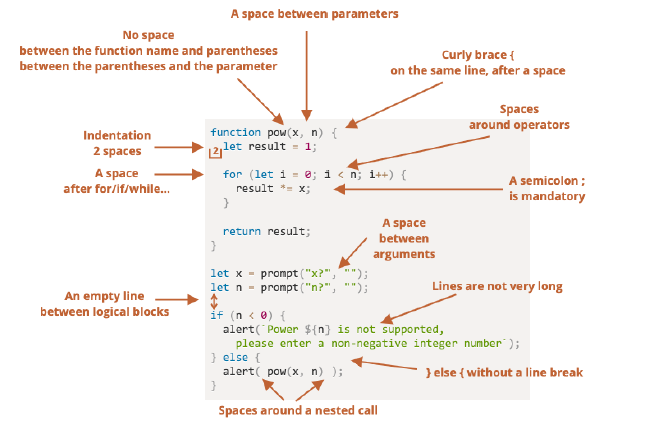 A space between parameters
No space
between the function name and parentheses
between the parentheses and the parameter
Curly brace {
on the same line, after a space
Spaces
around operators
Indentation
2 spaces
A space
after for/if/while...
A semicolon ;
is mandatory
function pow(x, n) {
2
let result = 1;
for (let i = 0; i < n; i++) {
result *= x;
}
return result;
}
A space
between
arguments
let x = prompt("x?", "");
let n = prompt("n?", "");
Lines are not very long
An empty line
between logical blocks
if (n < 0) {
alert(`Power ${n} is not supported,
please enter a non-negative integer number`);
} else {
alert( pow(x, n) );
}
} else { without a line break
Spaces around a nested call